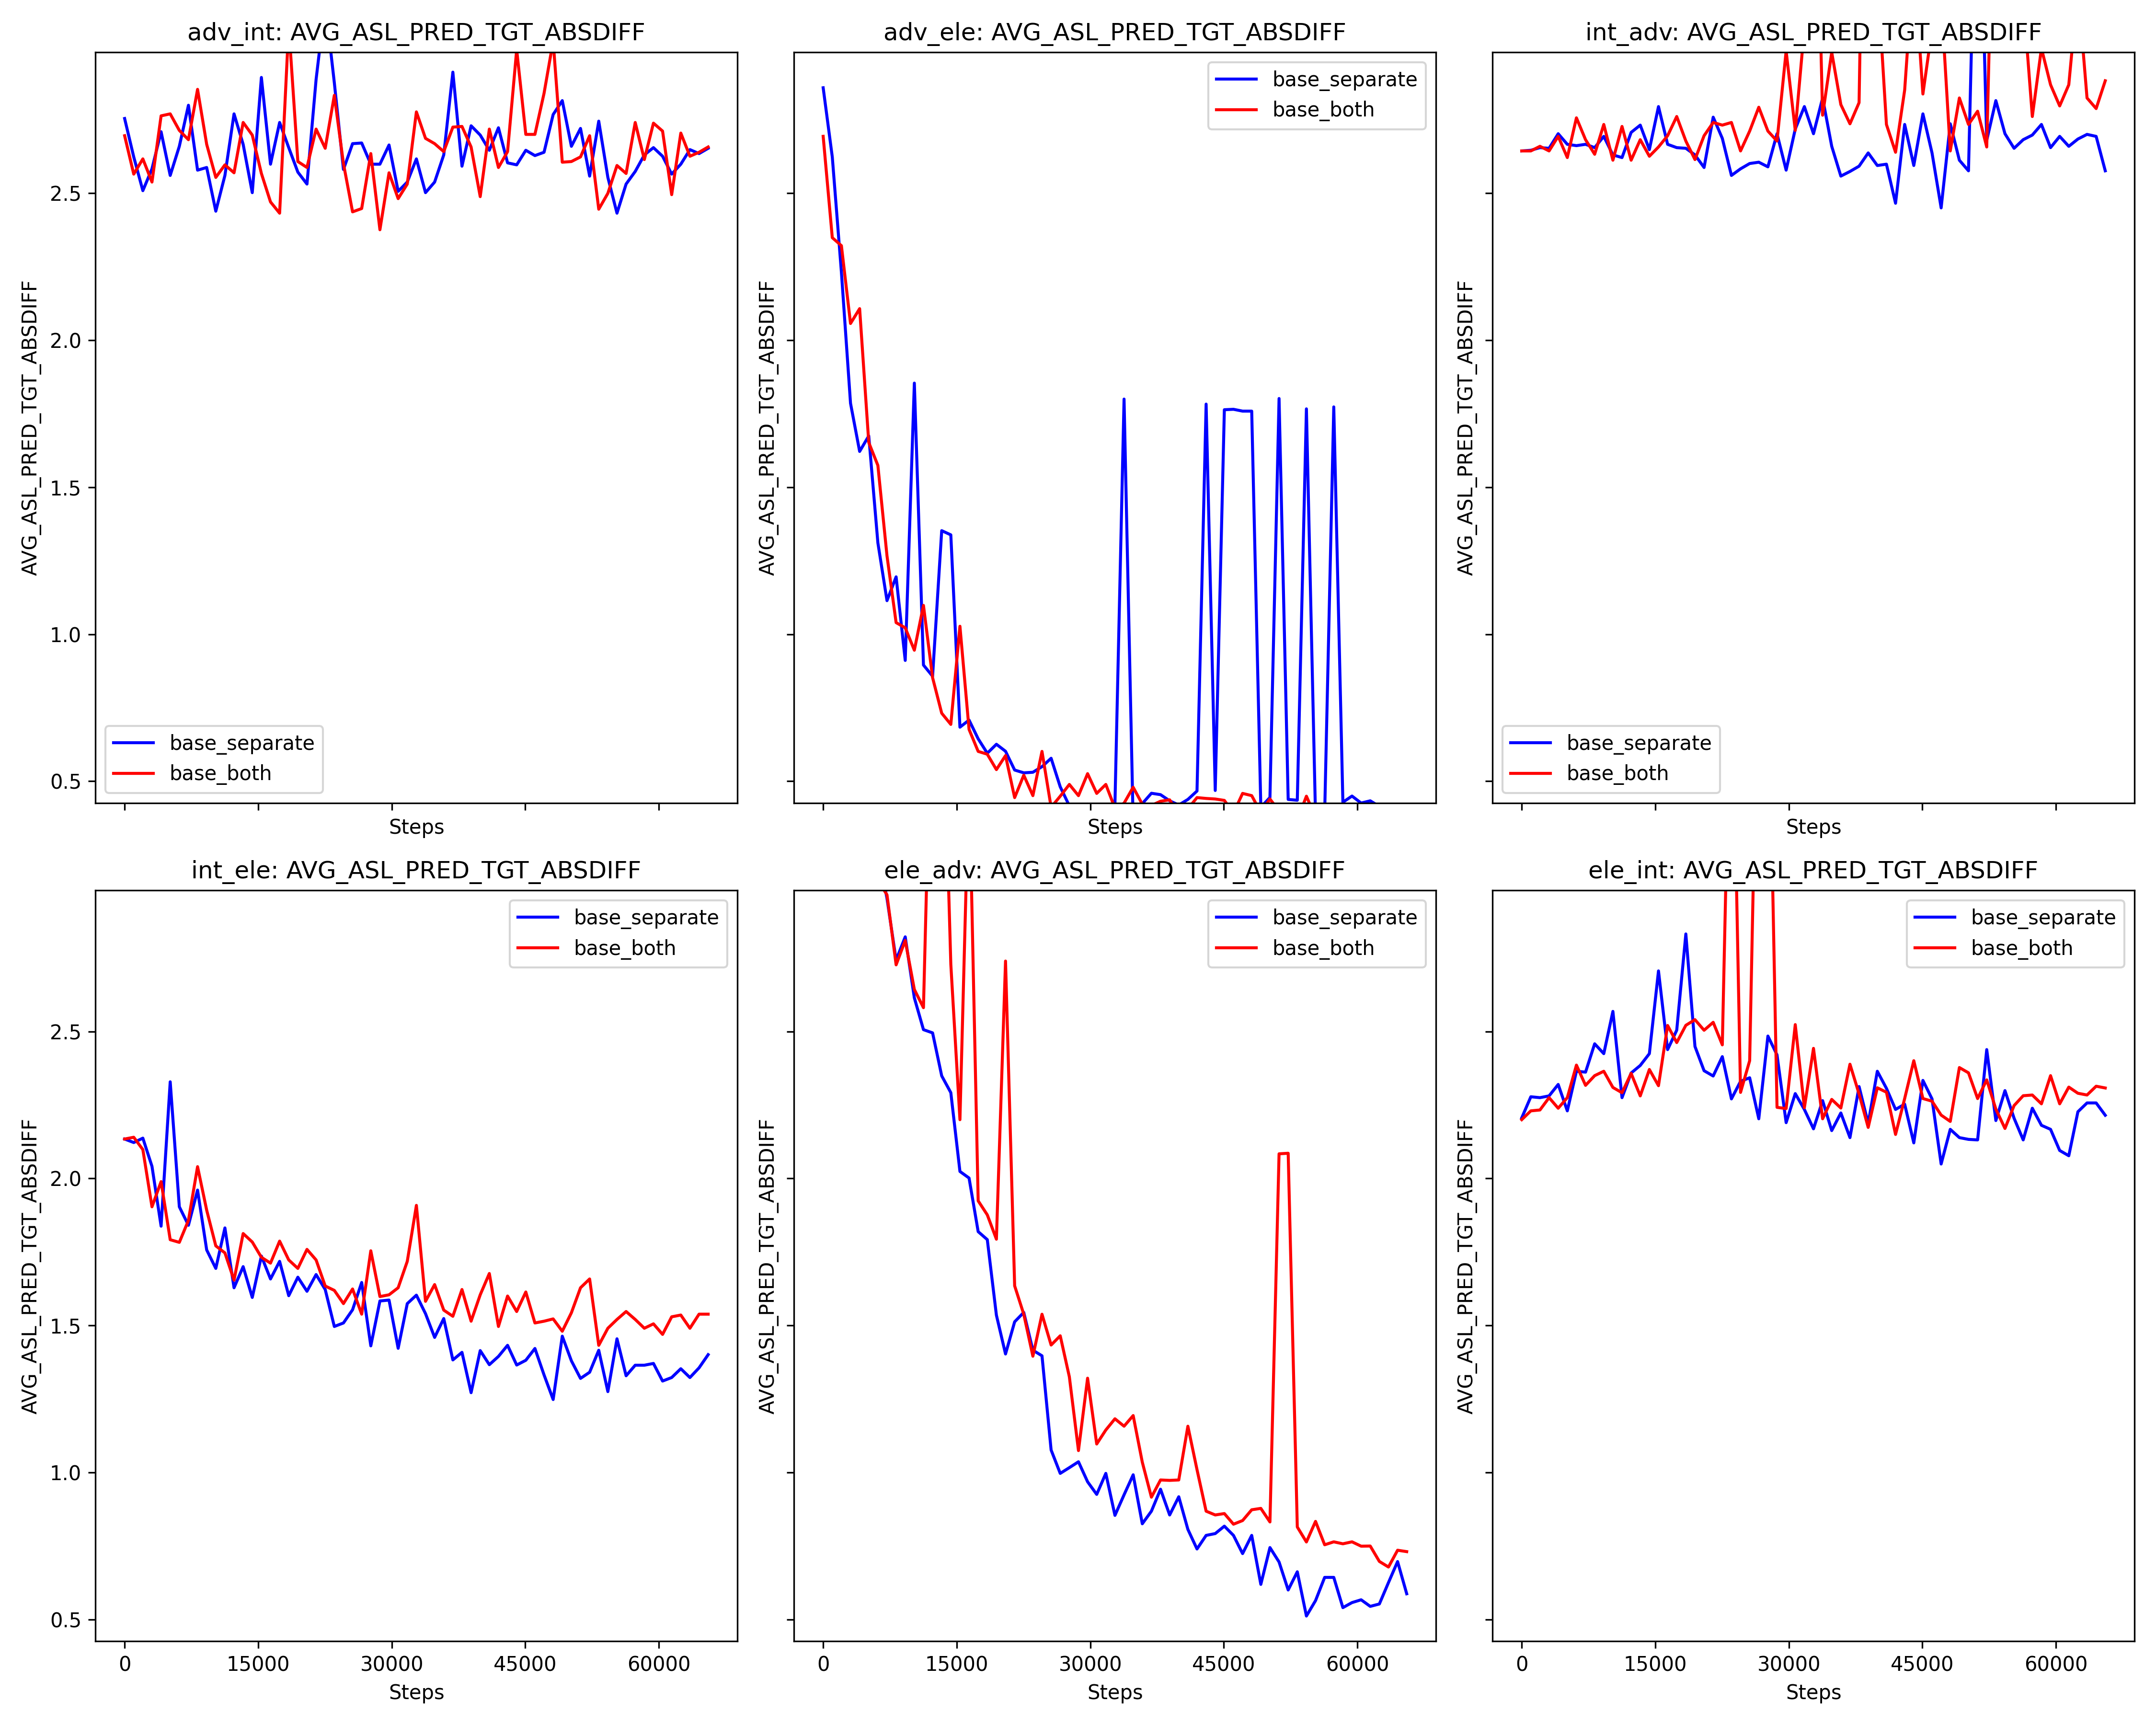 adv_int: AVG_ASL_PRED_TGT_ABSDIFF
AVG_ASL_PRED_TGT_ABSDIFF
2.5
2.0
1.5
1.0
0.5
base_separate
base_both
Steps
adv_ele: AVG_ASL_PRED_TGT_ABSDIFF
AVG_ASL_PRED_TGT_ABSDIFF
base_separate
base_both
Steps
int_adv: AVG_ASL_PRED_TGT_ABSDIFF
AVG_ASL_PRED_TGT_ABSDIFF
base_separate
base_both
Steps
int_ele: AVG_ASL_PRED_TGT_ABSDIFF
AVG_ASL_PRED_TGT_ABSDIFF
2.5
2.0
1.5
1.0
0.5
base_separate
base_both
0 15000 30000 45000 60000
Steps
ele_adv: AVG_ASL_PRED_TGT_ABSDIFF
AVG_ASL_PRED_TGT_ABSDIFF
base_separate
base_both
0 15000 30000 45000 60000
Steps
ele_int: AVG_ASL_PRED_TGT_ABSDIFF
AVG_ASL_PRED_TGT_ABSDIFF
base_separate
base_both
0 15000 30000 45000 60000
Steps